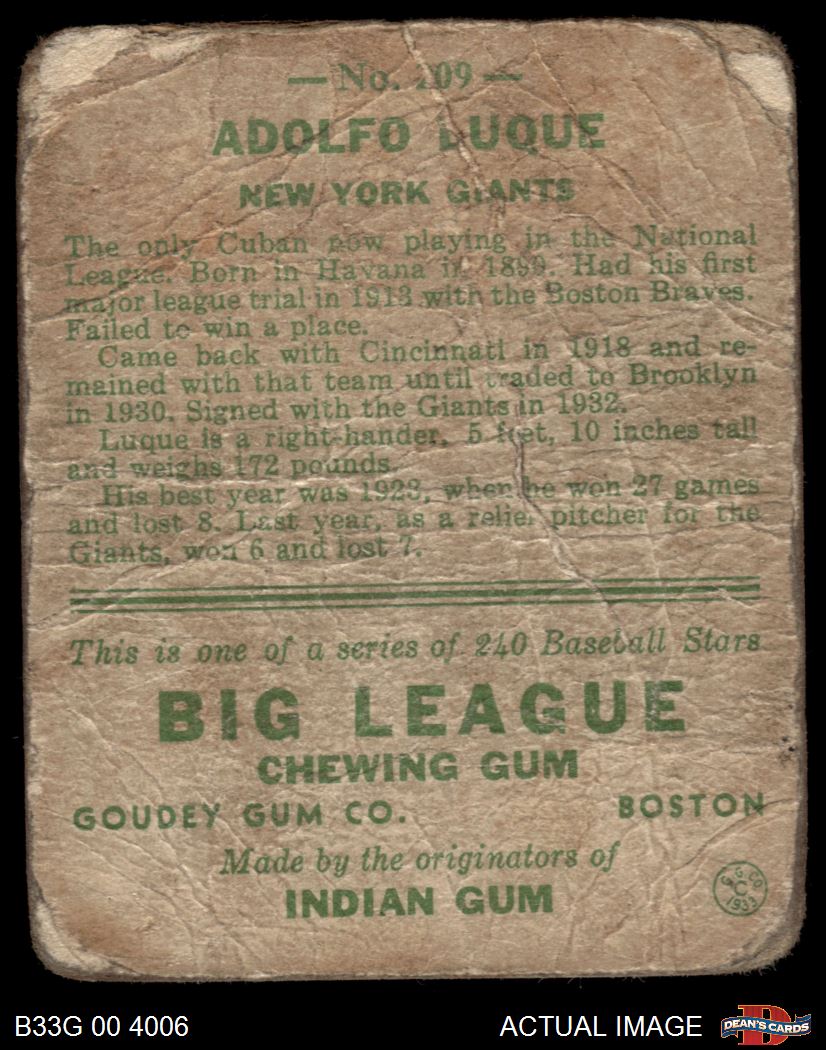 — No. 209 —
ADOLFO LUQUE
NEW YORK GIANTS
The only Cuban now playing in the National
League. Born in Havana in 1890. Had his first
major league trial in 1913 with the Boston Braves.
Failed to win a place.
Came back with Cincinnati in 1918 and re-
mained with that team until traded to Brooklyn
in 1930. Signed with the Giants in 1932.
Luque is a right-hander, 5 feet, 10 inches tall
and weighs 172 pounds.
His best year was 1923, when he won 27 games
and lost 8. Last year, as a relief pitcher for the
Giants, won 6 and lost 7.
This is one of a series of 240 Baseball Stars
BIG LEAGUE
CHEWING GUM
GOUDEY GUM CO. BOSTON
Made by the originators of
INDIAN GUM
G. G. CO.
C
1933
B33G 00 4006 ACTUAL IMAGE
DEAN'S CARDS